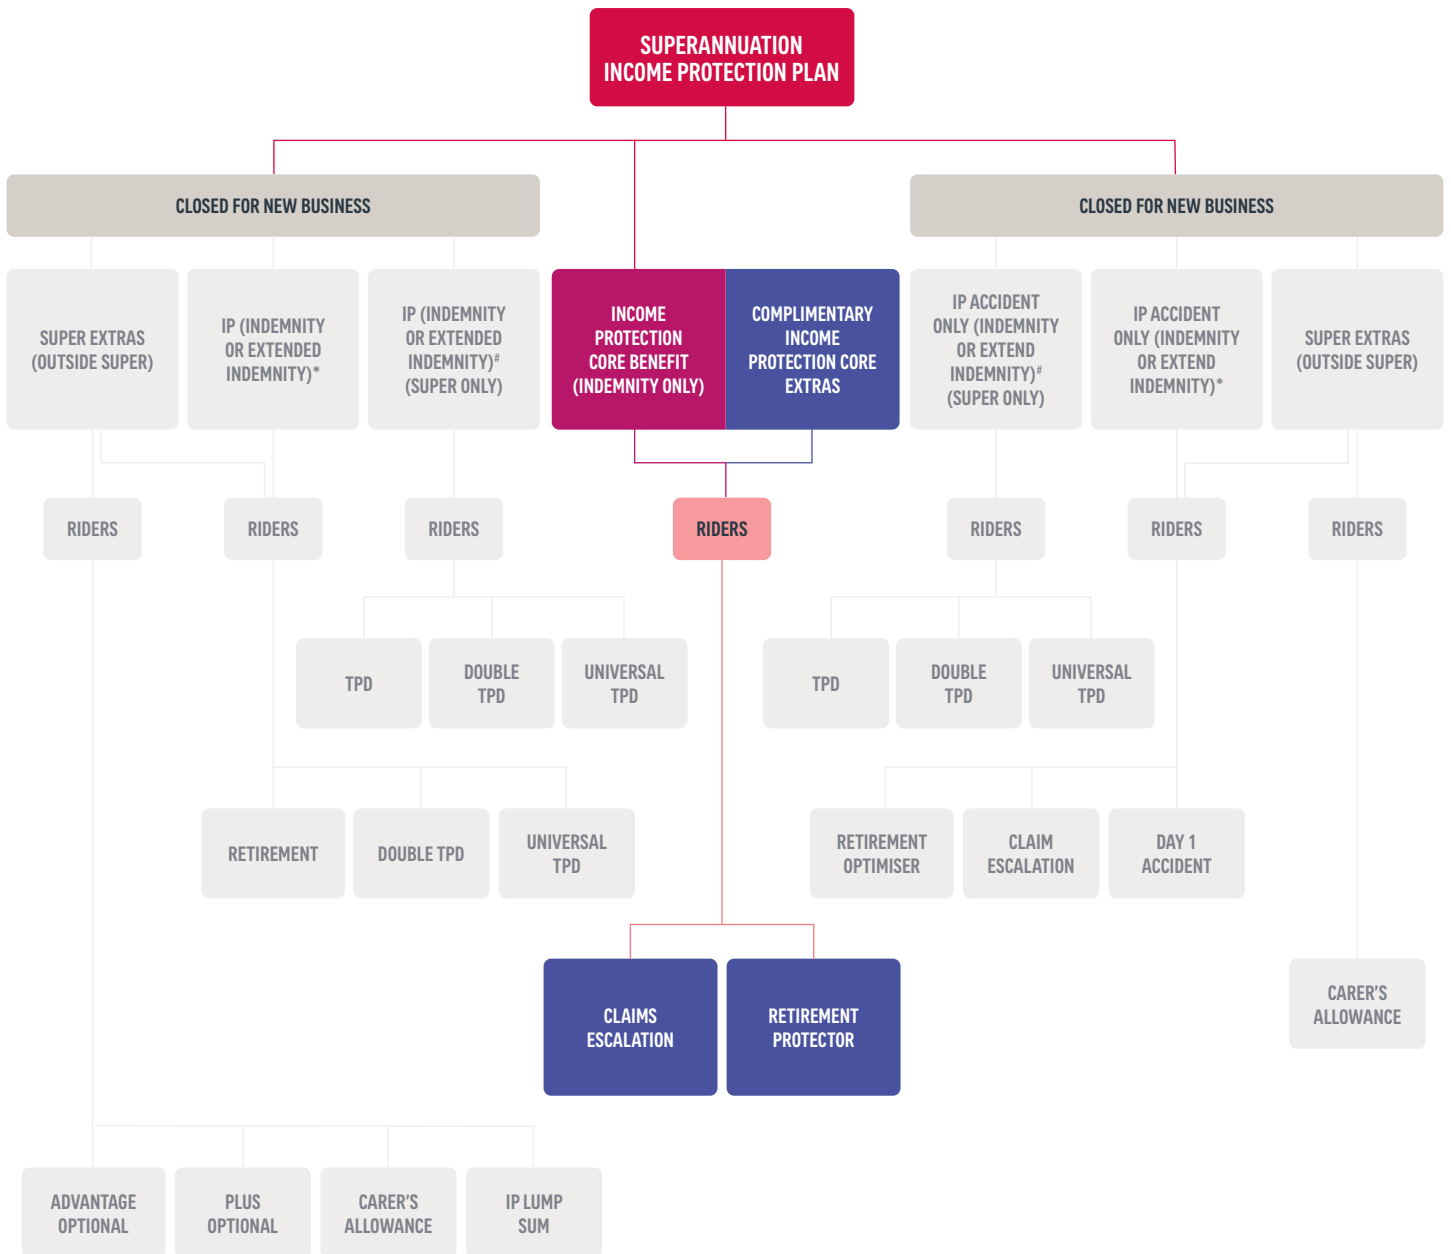 SUPERANNUATION
INCOME PROTECTION PLAN
CLOSED FOR NEW BUSINESS
CLOSED FOR NEW BUSINESS
SUPER EXTRAS
(OUTSIDE SUPER)
IP (INDEMNITY
OR EXTENDED
INDEMNITY)*
IP (INDEMNITY
OR EXTENDED
INDEMNITY)#
(SUPER ONLY)
INCOME
PROTECTION
CORE BENEFIT
(INDEMNITY ONLY)
COMPLIMENTARY
INCOME
PROTECTION CORE
EXTRAS
IP ACCIDENT
ONLY (INDEMNITY
OR EXTEND
INDEMNITY)#
(SUPER ONLY)
IP ACCIDENT
ONLY (INDEMNITY
OR EXTEND
INDEMNITY)*
SUPER EXTRAS
(OUTSIDE SUPER)
RIDERS
RIDERS
RIDERS
RIDERS
RIDERS
RIDERS
RIDERS
TPD
DOUBLE
TPD
UNIVERSAL
TPD
TPD
DOUBLE
TPD
UNIVERSAL
TPD
RETIREMENT
DOUBLE TPD
UNIVERSAL
TPD
RETIREMENT
OPTIMISER
CLAIM
ESCALATION
DAY 1
ACCIDENT
CLAIMS
ESCALATION
RETIREMENT
PROTECTOR
CARER'S
ALLOWANCE
ADVANTAGE
OPTIONAL
PLUS
OPTIONAL
CARER'S
ALLOWANCE
IP LUMP
SUM